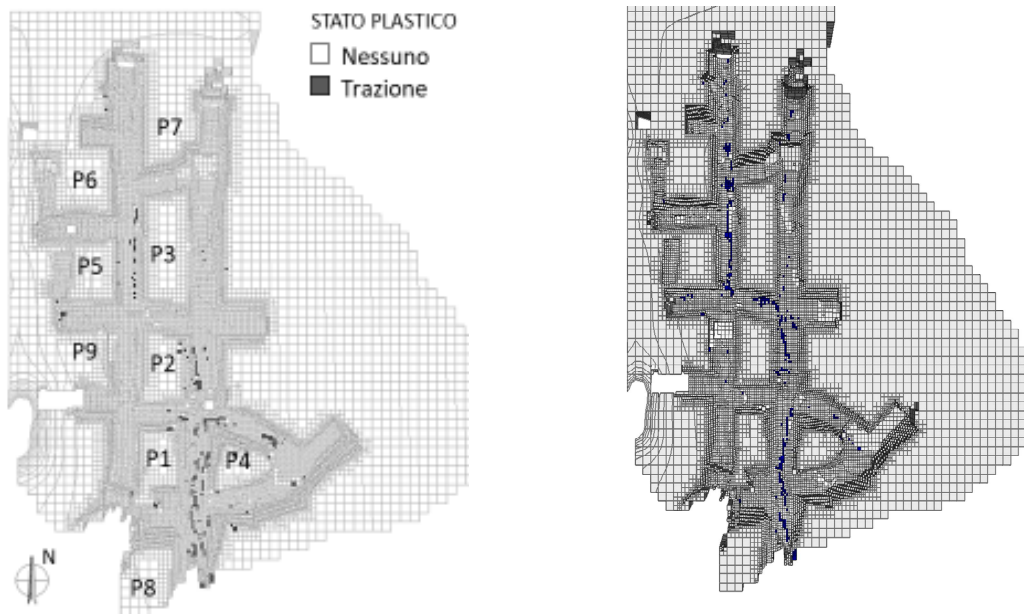 STATO PLASTICO
Nessuno
Trazione
P7
P6
P3
P5
P9
P2
P1
P4
N
P8